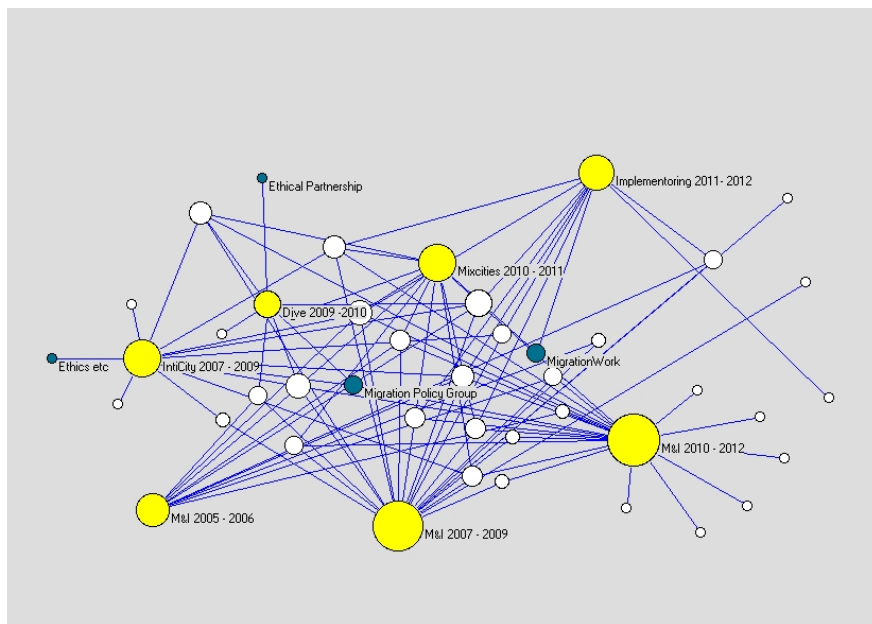 Ethical Partnership
Implementoring 2011- 2012
Mixcities 2010 - 2011
Dive 2009 -2010
MigrationWork
Ethics etc
IntiCity 2007 - 2009
Migration Policy Group
M&I 2010 - 2012
M&I 2005 - 2006
M&I 2007 - 2009